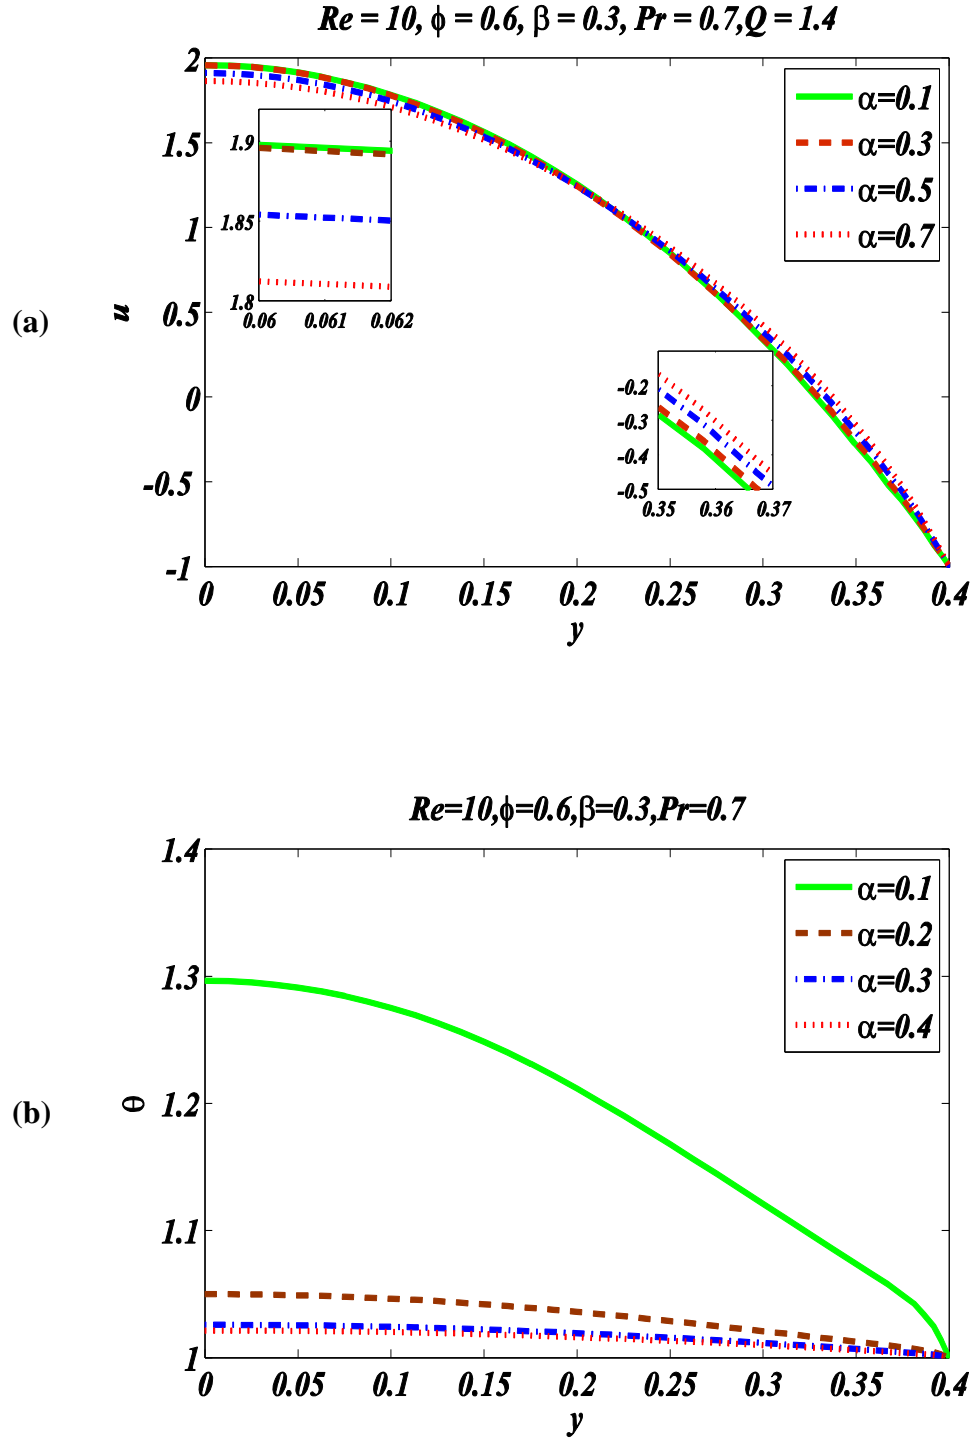 Re = 10, ϕ = 0.6, β = 0.3, Pr = 0.7,Q = 1.4
2
1.5
1
0.5
0
-0.5
-1
u
(a)
α=0.1
α=0.3
α=0.5
α=0.7
1.9
1.85
1.8
0.06 0.061 0.062
-0.2
-0.3
-0.4
-0.5
0.35 0.36 0.37
0 0.05 0.1 0.15 0.2 0.25 0.3 0.35 0.4
y
Re=10,ϕ=0.6,β=0.3,Pr=0.7
1.4
1.3
1.2
1.1
1
θ
(b)
α=0.1
α=0.2
α=0.3
α=0.4
0 0.05 0.1 0.15 0.2 0.25 0.3 0.35 0.4
y